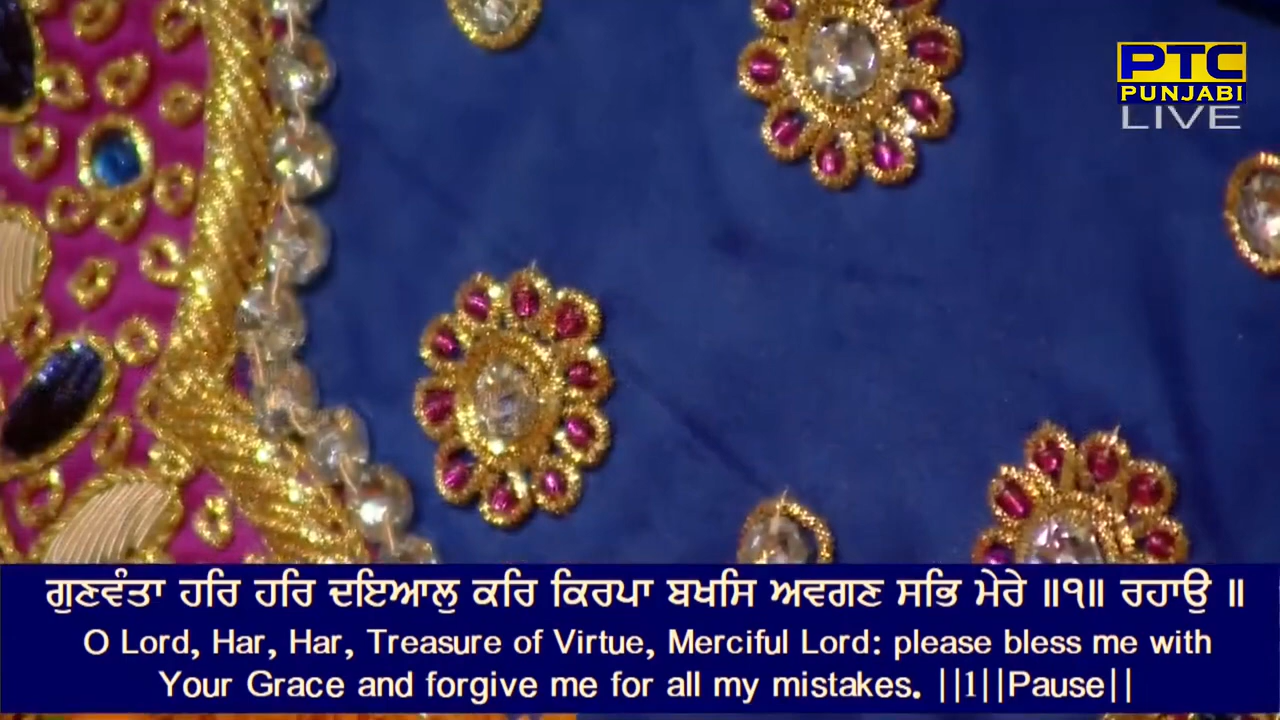 PTC
PUNJABI
LIVE
ਗੁਣਵੰਤਾ ਹਰਿ ਹਰਿ ਦਇਆਲੁ ਕਰਿ ਕਿਰਪਾ ਬਖਸਿ ਅਵਗਣ ਸਭਿ ਮੇਰੇ ॥੧॥ ਰਹਾਉ ॥
O Lord, Har, Har, Treasure of Virtue, Merciful Lord: please bless me with
Your Grace and forgive me for all my mistakes. ||1||Pause||